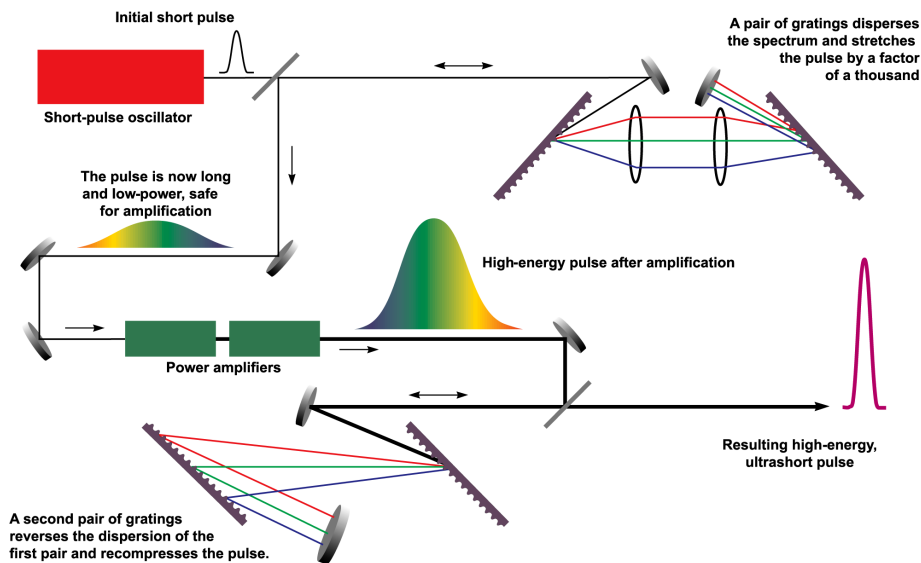 Initial short pulse
Short-pulse oscillator
A pair of gratings disperses
the spectrum and stretches
the pulse by a factor
of a thousand
The pulse is now long
and low-power, safe
for amplification
High-energy pulse after amplification
Power amplifiers
Resulting high-energy,
ultrashort pulse
A second pair of gratings
reverses the dispersion of the
first pair and recompresses the pulse.